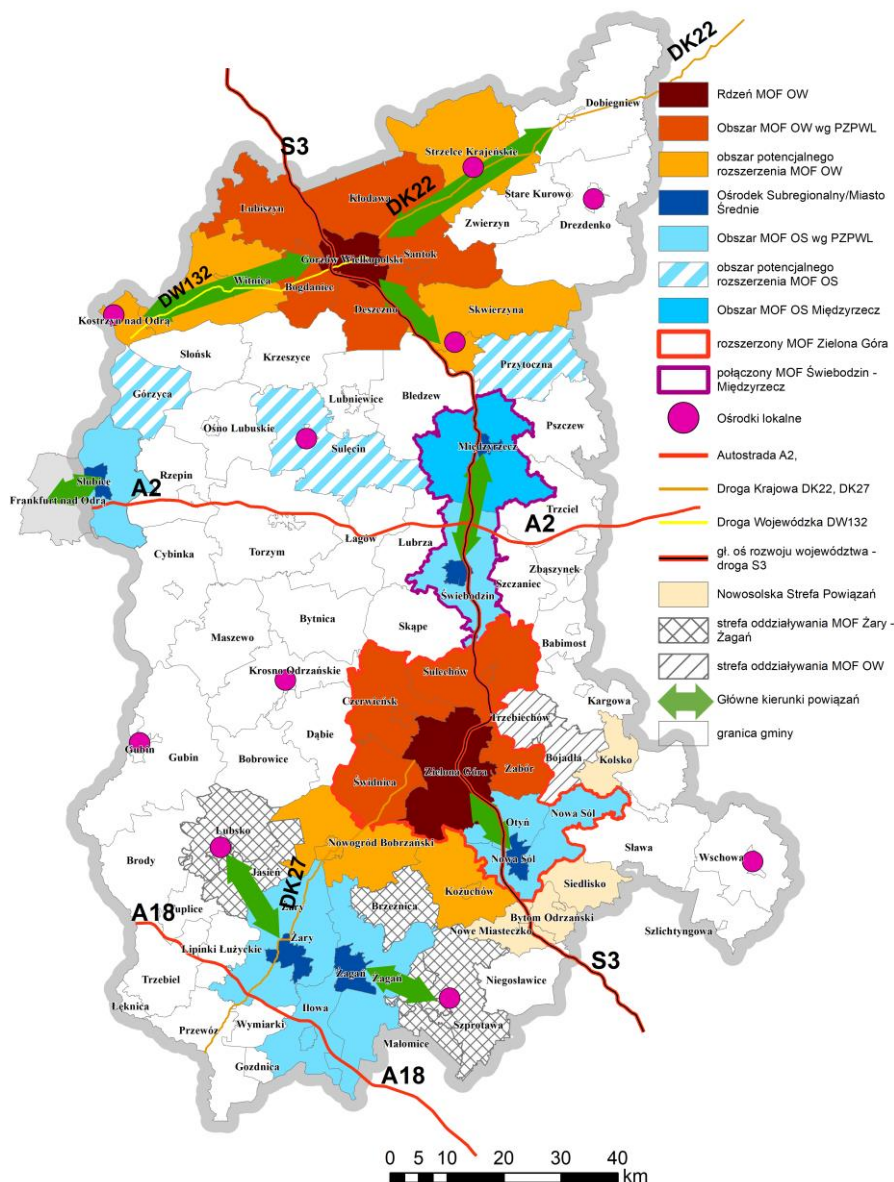 DK22
Dobiegniew
S3
Strzelce Krajeńskie
Kłodawa
DK22
Lubiszyn
Stare Kurowo
Zwierzyn
Drezdenko
Gorzów Wielkopolski
Santok
Witnica
DW132
Bogdaniec
Kostrzyn nad Odrą
Deszczno
Skwierzyna
Słońsk
Krzeszyce
Przytoczna
Górzyca
Lubniewice
Bledzew
Ośno Lubuskie
Sulęcin
Międzyrzecz
Pszczew
Słubice
Rzepin
Frankfurt nad Odrą
A2
A2
Trzciel
Łagów
Lubrza
Cybinka
Torzym
Zbąszynek
Szczaniec
Świebodzin
Bytnica
Skąpe
Maszewo
Babimost
Sulechów
Krosno Odrzańskie
Czerwieńsk
Kargowa
Trzebiechów
Gubin
Gubin
Dąbie
Bobrowice
Bojadła
Kolsko
Zielona Góra
Zabór
Świdnica
Nowa Sól
Otyń
Lubsko
Nowogród Bobrzański
Sława
Wschowa
Brody
Nowa Sól
Jasień
DK27
Kożuchów
Siedlisko
Żary
Brzeźnica
Bytom Odrzański
A18
Tuplice
Nowe Miasteczko
Szlichtyngowa
Lipinki Łużyckie
Żary
Żagań
Żagań
S3
Trzebiel
Niegosławice
Łęknica
Iłowa
Przewóz
Wymiarki
Szprotawa
Małomice
Gozdnica
A18
Rdzeń MOF OW
Obszar MOF OW wg PZPWL
obszar potencjalnego
rozszerzenia MOF OW
Ośrodek Subregionalny/Miasto
Średnie
Obszar MOF OS wg PZPWL
obszar potencjalnego
rozszerzenia MOF OS
Obszar MOF OS Międzyrzecz
rozszerzony MOF Zielona Góra
połączony MOF Świebodzin -
Międzyrzecz
Ośrodki lokalne
Autostrada A2,
Droga Krajowa DK22, DK27
Droga Wojewódzka DW132
gł. oś rozwoju województwa -
droga S3
Nowosolska Strefa Powiązań
strefa oddziaływania MOF Żary -
Żagań
strefa oddziaływania MOF OW
Główne kierunki powiązań
granica gminy
0 5 10 20 30 40
km